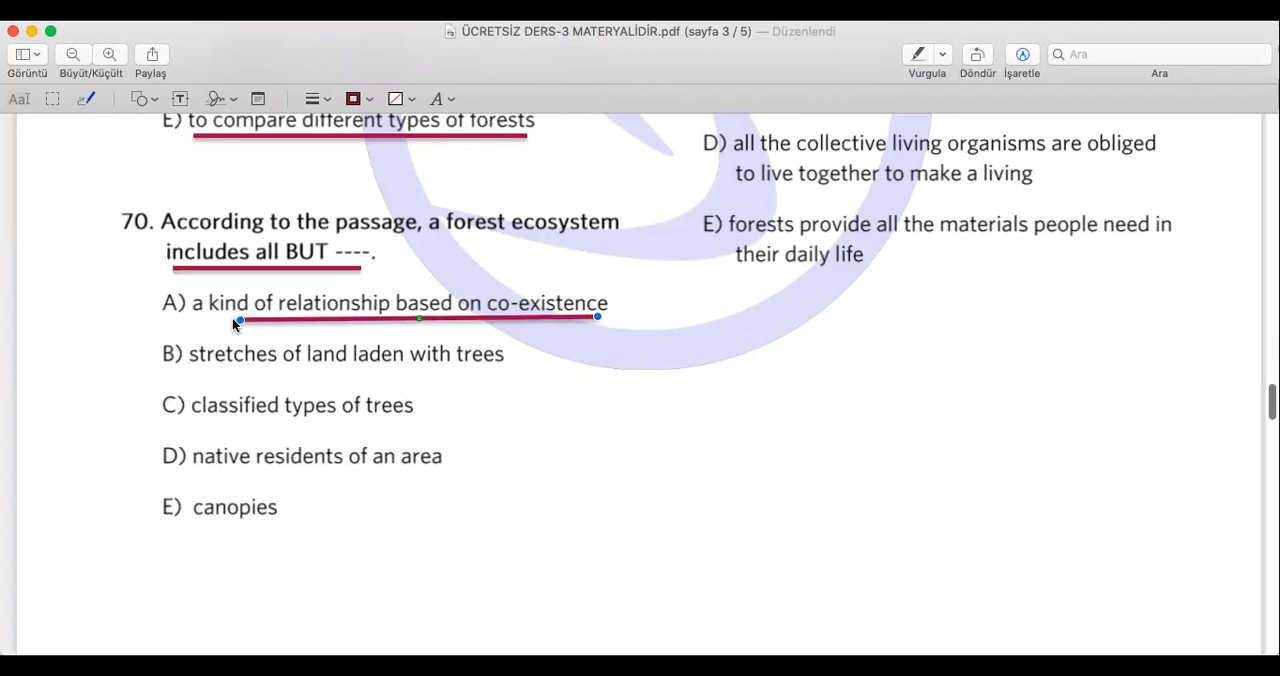 ÜCRETSİZ DERS-3 MATERYALİDİR.pdf (sayfa 3 / 5) — Düzenlendi
Görüntü
Büyüt/Küçült
Paylaş
Vurgula
Döndür
İşaretle
Ara
Ara
E) to compare different types of forests
70. According to the passage, a forest ecosystem
includes all BUT ----.
A) a kind of relationship based on co-existence
B) stretches of land laden with trees
C) classified types of trees
D) native residents of an area
E) canopies
D) all the collective living organisms are obliged
to live together to make a living
E) forests provide all the materials people need in
their daily life